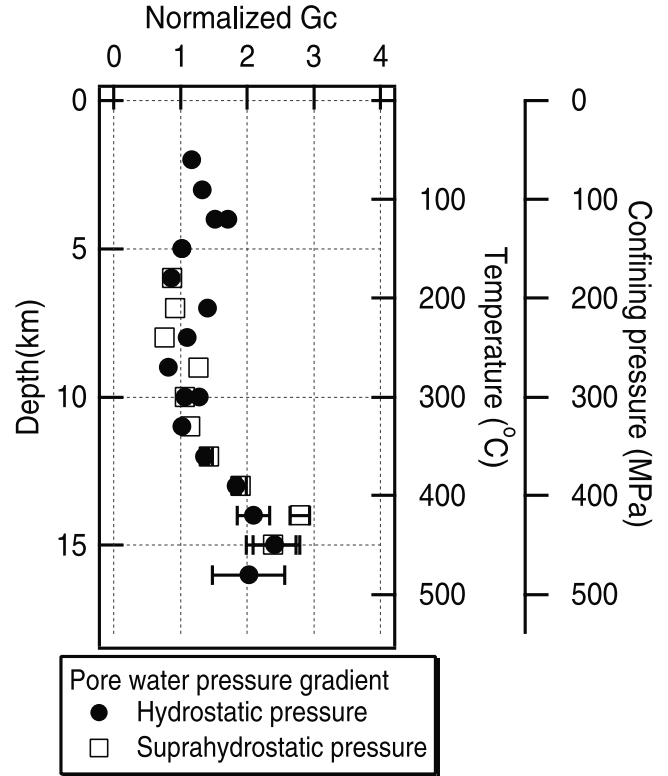 Normalized Gc
0 1 2 3 4
0
5
10
15
Depth(km)
100
200
300
400
500
Temperature (°C)
0
100
200
300
400
500
Confining pressure (MPa)
Pore water pressure gradient
Hydrostatic pressure
Suprahydrostatic pressure